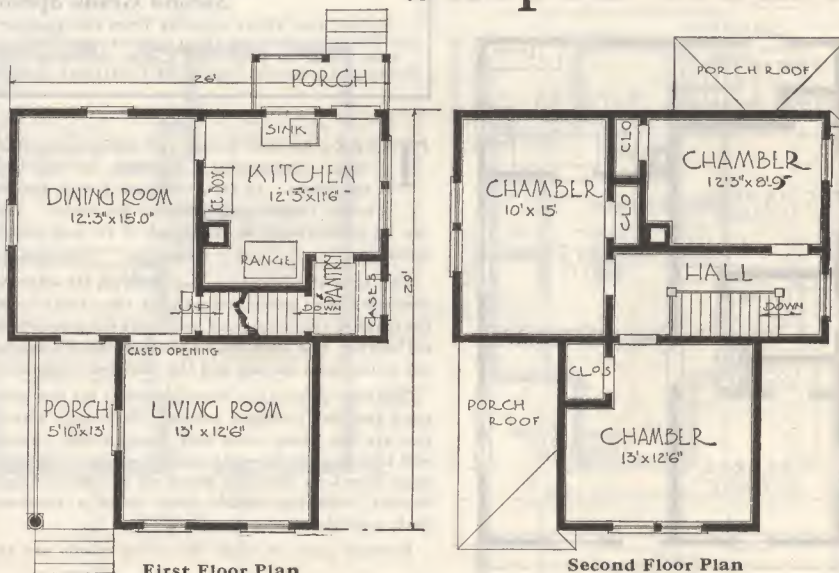 26'
PORCH
SINK
KITCHEN
12'3"x11'6"
ICE BOX
DINING ROOM
12'.3"x15'.0"
RANGE
PANTRY
CASES
29'
UP
CASED OPENING
PORCH
5'10"x13'
LIVING ROOM
13' x12'6"
First Floor Plan
PORCH ROOF
CLO
CHAMBER
12'3"x8'.9"
CHAMBER
10' x 15'
CLO
HALL
DOWN
CLOS
PORCH
ROOF
CHAMBER
13'x12'6"
Second Floor Plan